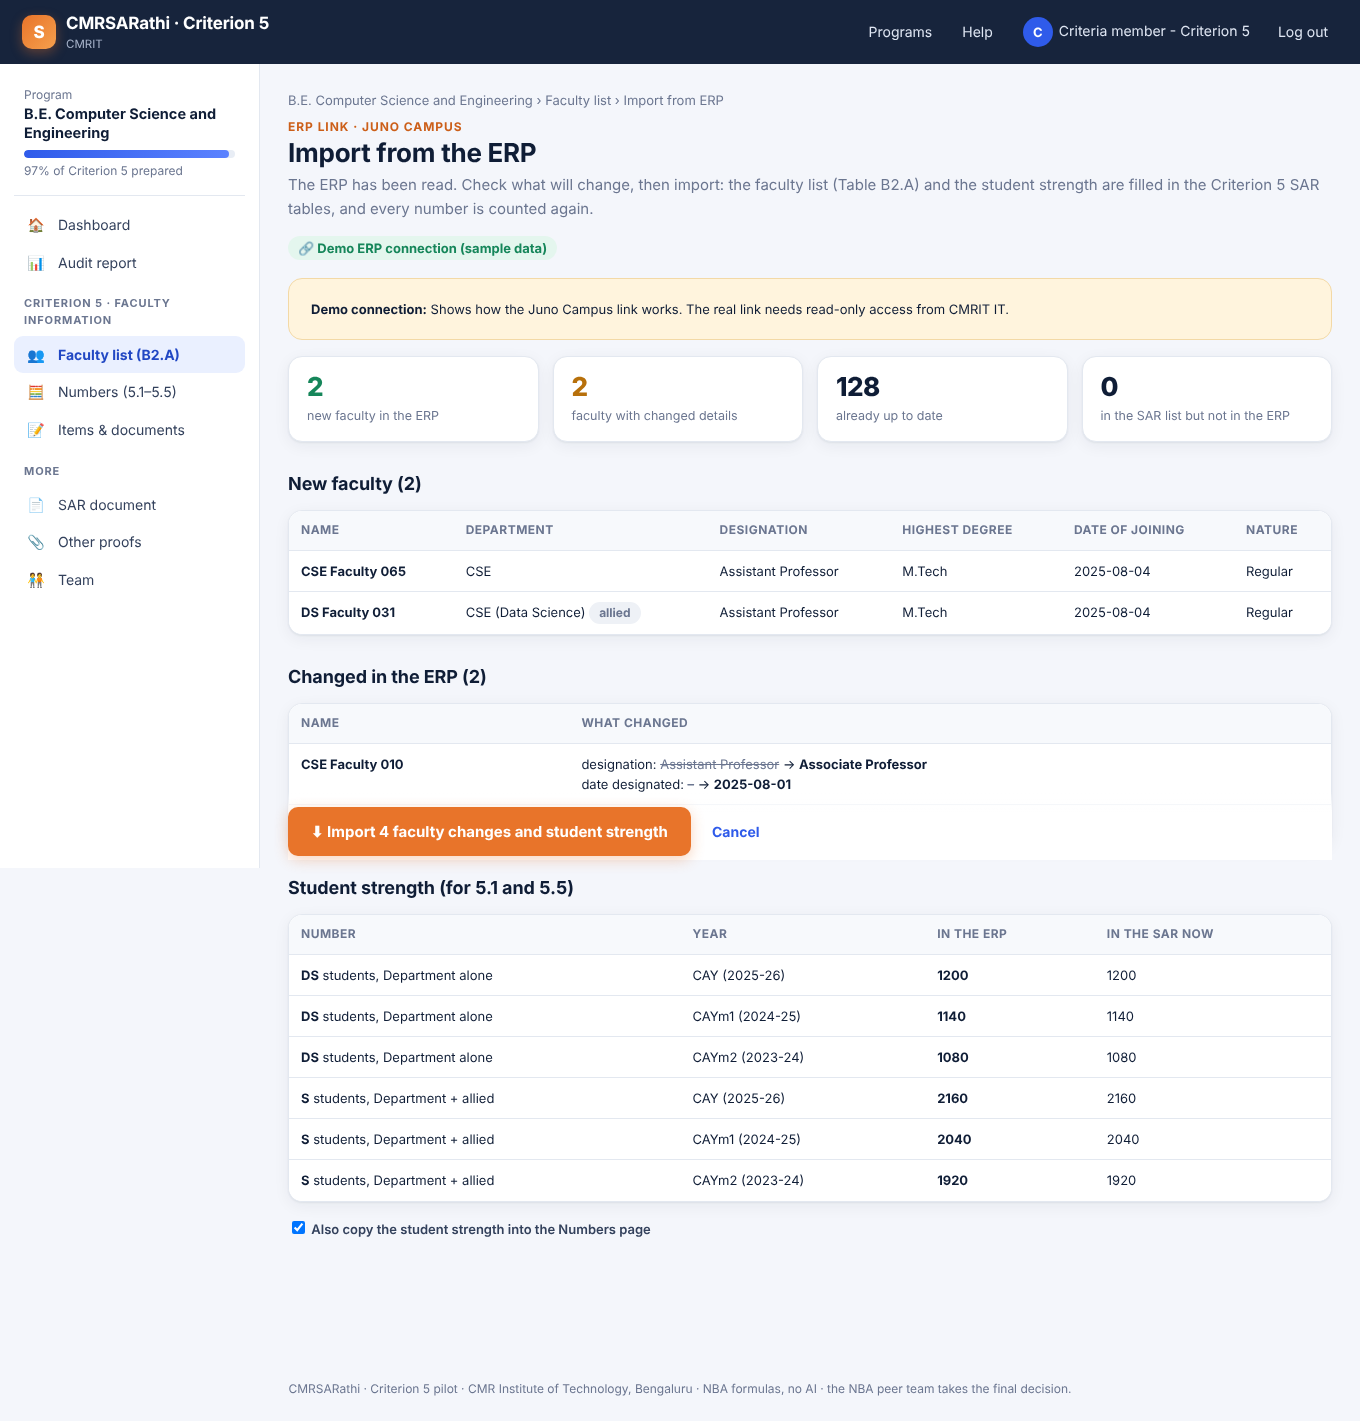 S
CMRSARathi · Criterion 5
CMRIT
Programs
Help
C
Criteria member - Criterion 5
Log out
Program
B.E. Computer Science and
Engineering
97% of Criterion 5 prepared
Dashboard
Audit report
CRITERION 5 · FACULTY
INFORMATION
Faculty list (B2.A)
Numbers (5.1–5.5)
Items & documents
MORE
SAR document
Other proofs
Team
B.E. Computer Science and Engineering › Faculty list › Import from ERP
ERP LINK · JUNO CAMPUS
Import from the ERP
The ERP has been read. Check what will change, then import: the faculty list (Table B2.A) and the student strength are filled in the Criterion 5 SAR
tables, and every number is counted again.
🔗 Demo ERP connection (sample data)
Demo connection: Shows how the Juno Campus link works. The real link needs read-only access from CMRIT IT.
2
new faculty in the ERP
2
faculty with changed details
128
already up to date
0
in the SAR list but not in the ERP
New faculty (2)
NAME DEPARTMENT DESIGNATION HIGHEST DEGREE DATE OF JOINING NATURE
CSE Faculty 065 CSE Assistant Professor M.Tech 2025-08-04 Regular
DS Faculty 031 CSE (Data Science) allied Assistant Professor M.Tech 2025-08-04 Regular
Changed in the ERP (2)
NAME WHAT CHANGED
CSE Faculty 010 designation: Assistant Professor → Associate Professor
date designated: – → 2025-08-01
⬇ Import 4 faculty changes and student strength
Cancel
Student strength (for 5.1 and 5.5)
NUMBER YEAR IN THE ERP IN THE SAR NOW
DS students, Department alone CAY (2025-26) 1200 1200
DS students, Department alone CAYm1 (2024-25) 1140 1140
DS students, Department alone CAYm2 (2023-24) 1080 1080
S students, Department + allied CAY (2025-26) 2160 2160
S students, Department + allied CAYm1 (2024-25) 2040 2040
S students, Department + allied CAYm2 (2023-24) 1920 1920
Also copy the student strength into the Numbers page
CMRSARathi · Criterion 5 pilot · CMR Institute of Technology, Bengaluru · NBA formulas, no AI · the NBA peer team takes the final decision.